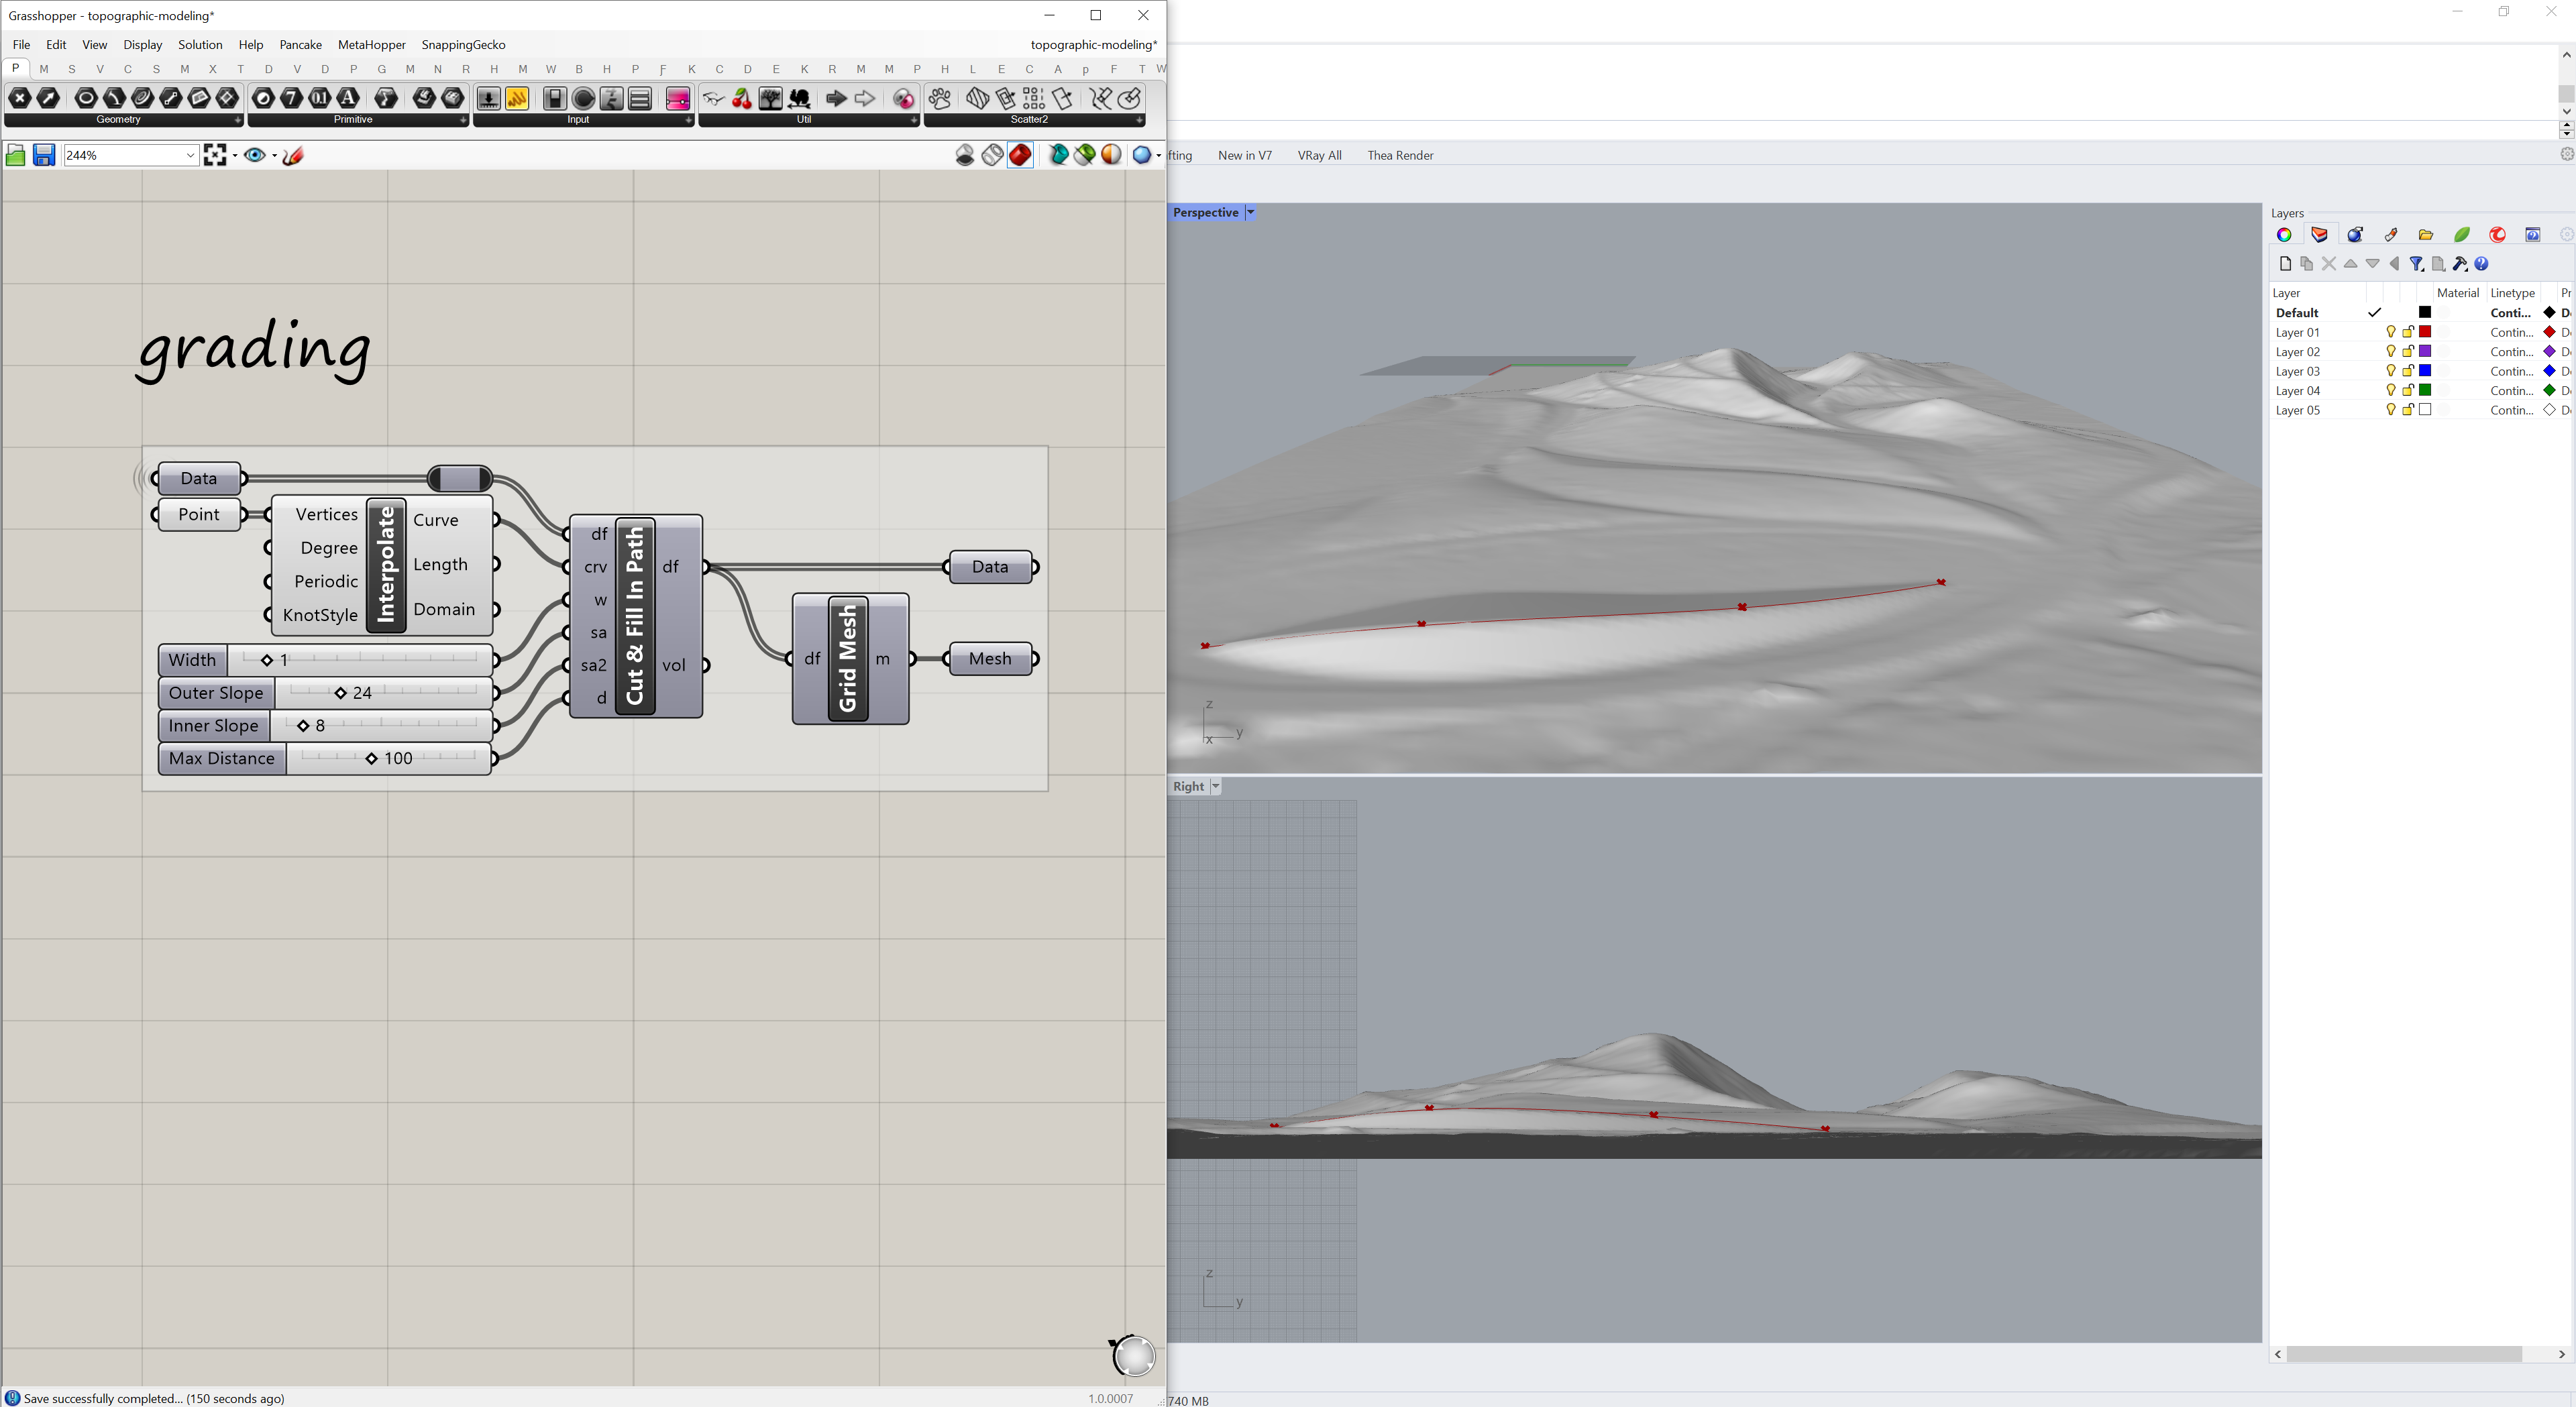 Grasshopper - topographic-modeling*
File Edit View Display Solution Help Pancake MetaHopper SnappingGecko topographic-modeling*
P M S V C S M X T D V D P G M N R H M W B H P F K C D E K R M M P H L E C A p F T W
Geometry Primitive Input Util Scatter2
244%
fting New in V7 VRay All Thea Render
grading
Data
Point
Vertices
Degree
Periodic
KnotStyle
Interpolate
Curve
Length
Domain
Width 1
Outer Slope 24
Inner Slope 8
Max Distance 100
df
crv
w
sa
sa2
d
Cut & Fill In Path
df
vol
df
Grid Mesh
m
Data
Mesh
Save successfully completed... (150 seconds ago)
1.0.0007
Perspective
z
x y
Right
z
y
740 MB
Layers
Layer Material Linetype Pr
Default Conti... D
Layer 01 Contin... D
Layer 02 Contin... D
Layer 03 Contin... D
Layer 04 Contin... D
Layer 05 Contin... D